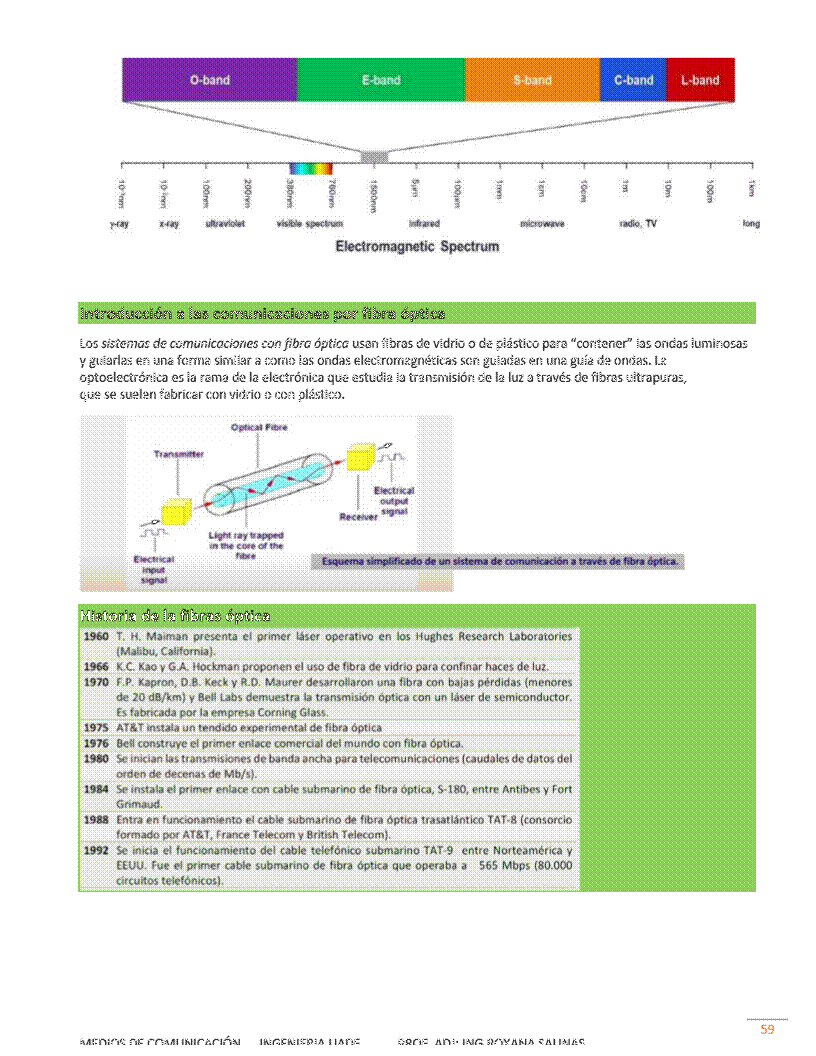 O-band E-band S-band C-band L-band
10⁻³nm 10⁻²nm 100nm 200nm 380nm 760nm 1500nm 5µm 100µm 1mm 1cm 10cm 1m 10m 100m 1km
γ-ray x-ray ultraviolet visible spectrum infrared microwave radio, TV long
Electromagnetic Spectrum
Introducción a las comunicaciones por fibra óptica
Los sistemas de comunicaciones con fibra óptica usan fibras de vidrio o de plástico para “contener” las ondas luminosas
y guiarlas en una forma similar a como las ondas electromagnéticas son guiadas en una guía de ondas. La
optoelectrónica es la rama de la electrónica que estudia la transmisión de la luz a través de fibras ultrapuras,
que se suelen fabricar con vidrio o con plástico.
Optical Fibre
Transmitter
Electrical
output
signal
Receiver
Light ray trapped
in the core of the
fibre
Electrical
input
signal
Esquema simplificado de un sistema de comunicación a través de fibra óptica.
Historia de la fibras óptica
1960 T. H. Maiman presenta el primer láser operativo en los Hughes Research Laboratories
(Malibu, California).
1966 K.C. Kao y G.A. Hockman proponen el uso de fibra de vidrio para confinar haces de luz.
1970 F.P. Kapron, D.B. Keck y R.D. Maurer desarrollaron una fibra con bajas pérdidas (menores
de 20 dB/km) y Bell Labs demuestra la transmisión óptica con un láser de semiconductor.
Es fabricada por la empresa Corning Glass.
1975 AT&T instala un tendido experimental de fibra óptica
1976 Bell construye el primer enlace comercial del mundo con fibra óptica.
1980 Se inician las transmisiones de banda ancha para telecomunicaciones (caudales de datos del
orden de decenas de Mb/s).
1984 Se instala el primer enlace con cable submarino de fibra óptica, S-180, entre Antibes y Fort
Grimaud.
1988 Entra en funcionamiento el cable submarino de fibra óptica trasatlántico TAT-8 (consorcio
formado por AT&T, France Telecom y British Telecom).
1992 Se inicia el funcionamiento del cable telefónico submarino TAT-9 entre Norteamérica y
EEUU. Fue el primer cable submarino de fibra óptica que operaba a 565 Mbps (80.000
circuitos telefónicos).
59
MEDIOS DE COMUNICACIÓN INGENIERIA UADE PROF. ADJ: ING ROXANA SALINAS